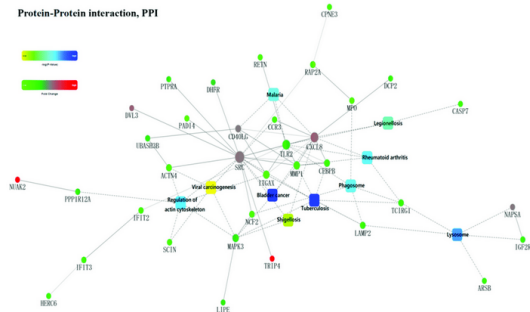 Protein-Protein interaction, PPI
CPNE3
RETN
RAP2A
PTPRA
DHFR
Malaria
DCP2
MPO
CASP7
DVL3
PADI4
CCR3
Legionellosis
CD40LG
CXCL8
UBASH3B
TLR2
Rheumatoid arthritis
SRC
MMP1
CEBPB
ACTN4
ITGAX
Phagosome
NUAK2
Viral carcinogenesis
Bladder cancer
PPP1R12A
Regulation of
actin cytoskeleton
Tuberculosis
TCIRG1
NAPSA
IFIT2
NCF2
Shigellosis
LAMP2
SCIN
MAPK3
Lysosome
IGF2R
IFIT3
TRIP4
HERC6
LIPE
ARSB